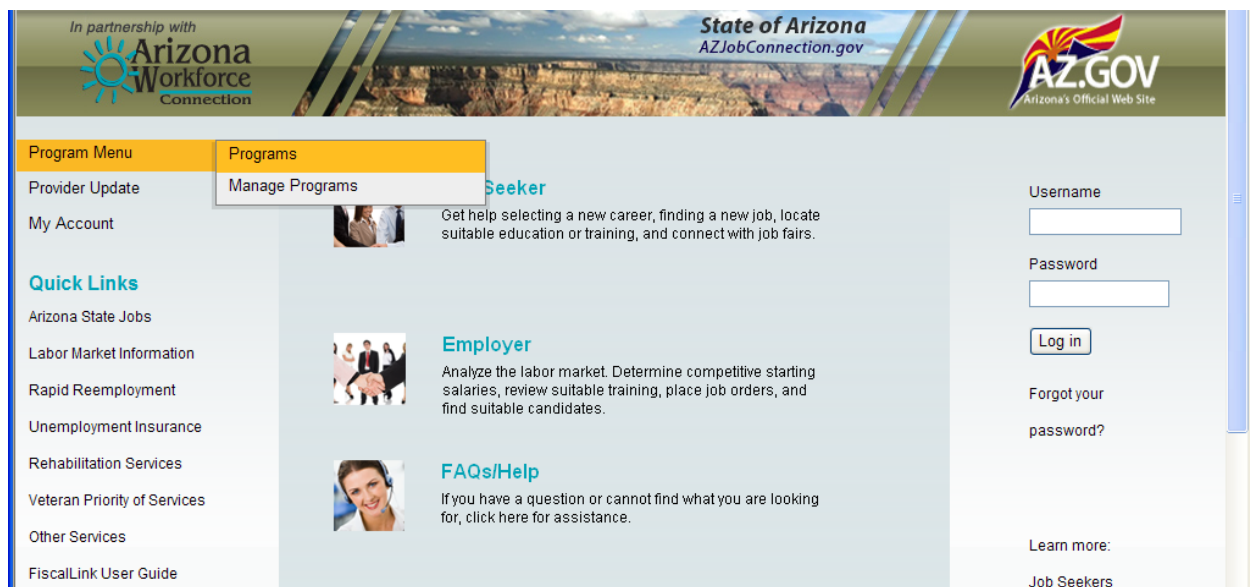 In partnership with
Arizona
Workforce
Connection
State of Arizona
AZJobConnection.gov
AZ.GOV
Arizona's Official Web Site
Program Menu
Programs
Manage Programs
Provider Update
My Account
Quick Links
Arizona State Jobs
Labor Market Information
Rapid Reemployment
Unemployment Insurance
Rehabilitation Services
Veteran Priority of Services
Other Services
FiscalLink User Guide
Seeker
Get help selecting a new career, finding a new job, locate
suitable education or training, and connect with job fairs.
Employer
Analyze the labor market. Determine competitive starting
salaries, review suitable training, place job orders, and
find suitable candidates.
FAQs/Help
If you have a question or cannot find what you are looking
for, click here for assistance.
Username
Password
Log in
Forgot your
password?
Learn more:
Job Seekers